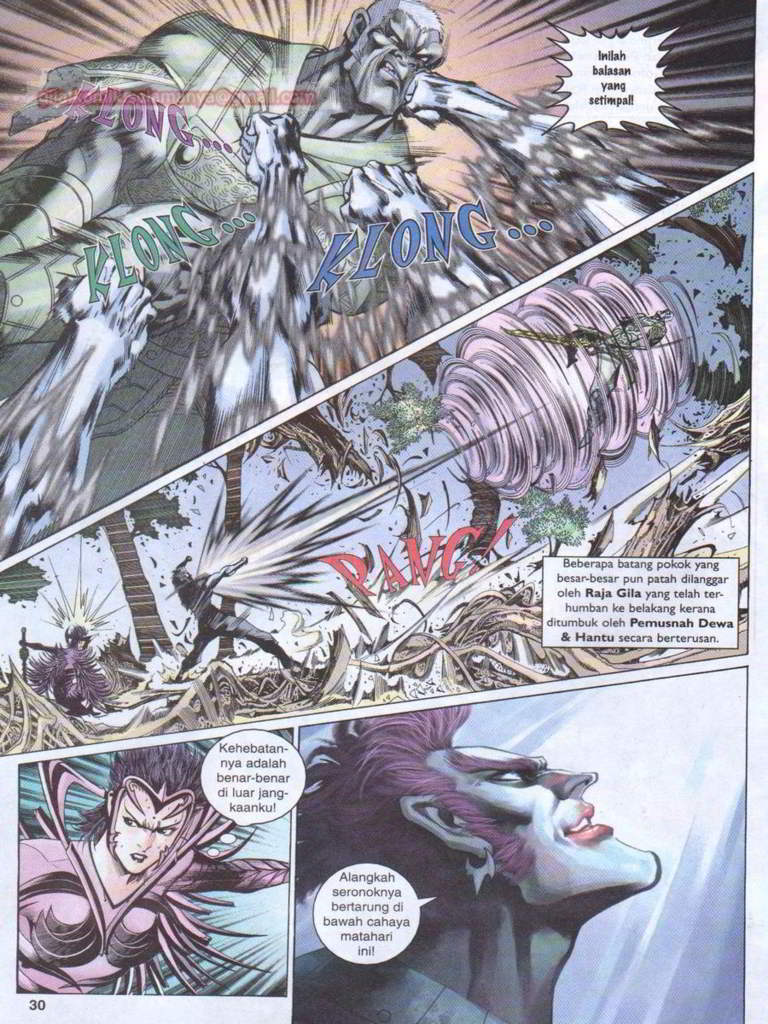 Inilah
balasan
yang
setimpal!
KLONG...
KLONG...
KLONG...
PANG!
Beberapa batang pokok yang
besar-besar pun patah dilanggar
oleh Raja Gila yang telah ter-
humban ke belakang kerana
ditumbuk oleh Pemusnah Dewa
& Hantu secara berterusan.
Kehebatan-
nya adalah
benar-benar
di luar jang-
kaanku!
Alangkah
seronoknya
bertarung di
bawah cahaya
matahari
ini!
30